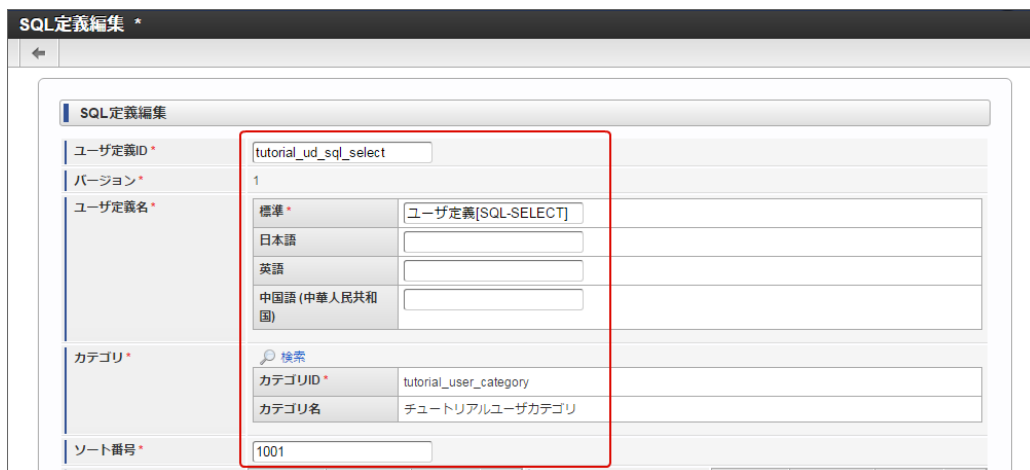 SQL定義編集 *
SQL定義編集
ユーザ定義ID *
tutorial_ud_sql_select
バージョン *
1
ユーザ定義名 *
標準 *
ユーザ定義[SQL-SELECT]
日本語
英語
中国語 (中華人民共和
国)
カテゴリ *
検索
カテゴリID *
tutorial_user_category
カテゴリ名
チュートリアルユーザカテゴリ
ソート番号 *
1001